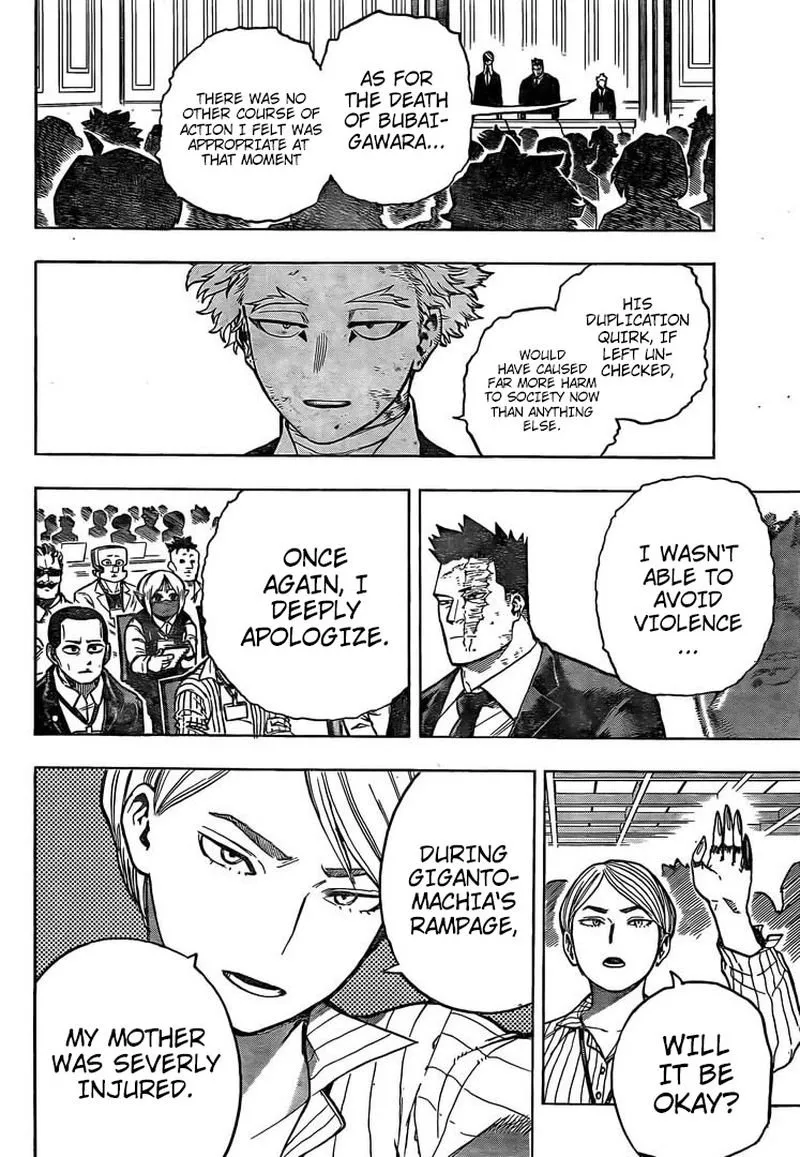 AS FOR
THE DEATH
OF BUBAI-
GAWARA...
THERE WAS NO
OTHER COURSE OF
ACTION I FELT WAS
APPROPRIATE AT
THAT MOMENT
HIS
DUPLICATION
QUIRK, IF
LEFT UN-
CHECKED,
WOULD
HAVE CAUSED
FAR MORE HARM
TO SOCIETY NOW
THAN ANYTHING
ELSE.
I WASN'T
ABLE TO
AVOID
VIOLENCE
...
ONCE
AGAIN, I
DEEPLY
APOLOGIZE.
WILL
IT BE
OKAY?
DURING
GIGANTO-
MACHIA'S
RAMPAGE,
MY MOTHER
WAS SEVERLY
INJURED.